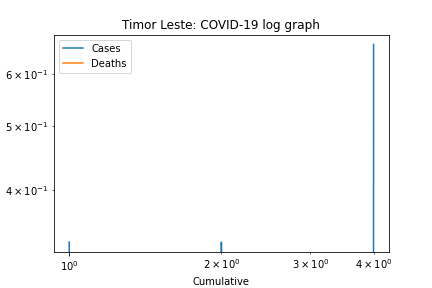 Timor Leste: COVID-19 log graph
Cases
Deaths
6 × 10⁻¹
5 × 10⁻¹
4 × 10⁻¹
10⁰
2 × 10⁰
3 × 10⁰
4 × 10⁰
Cumulative